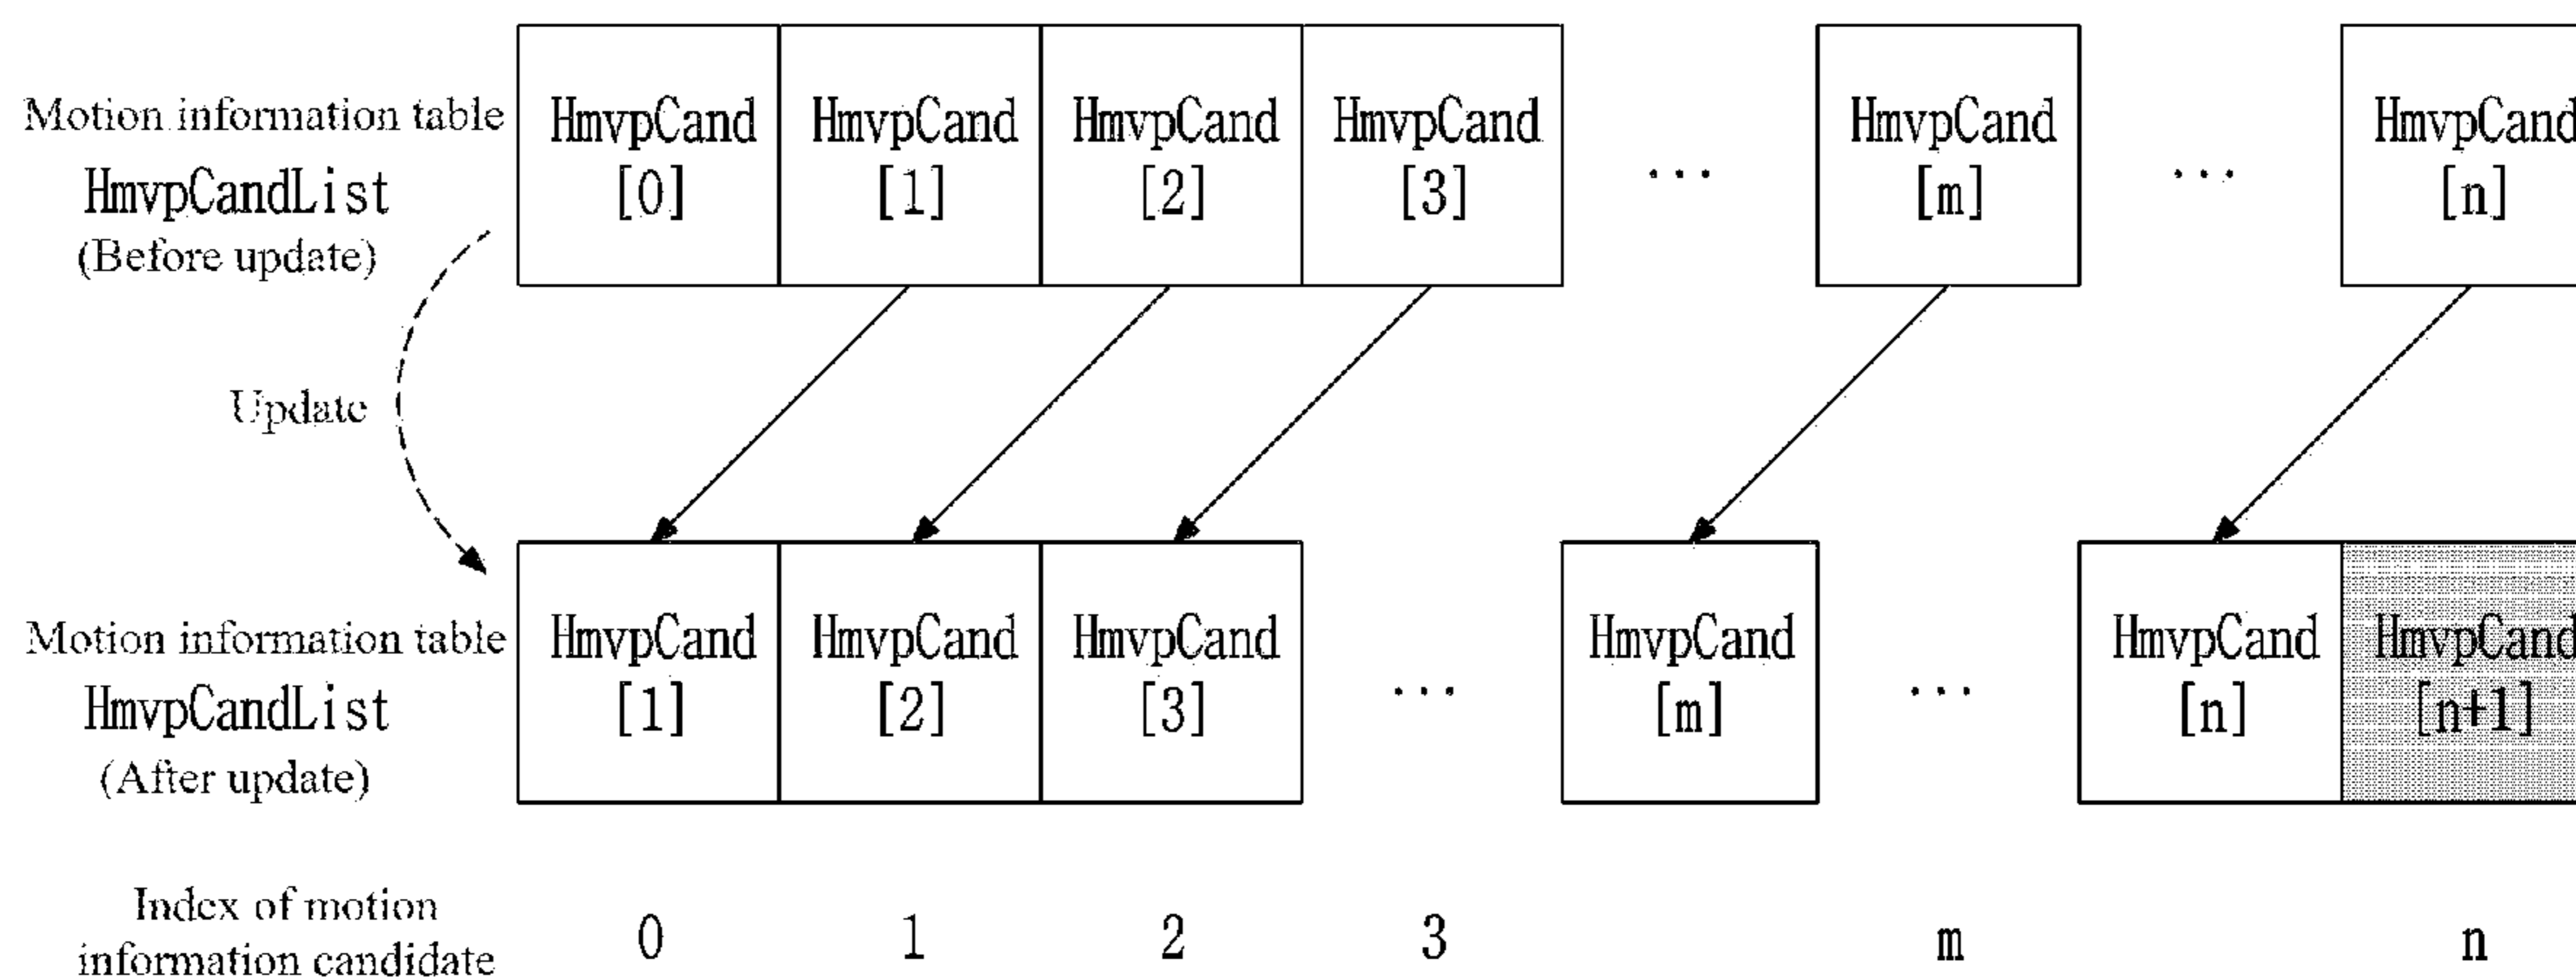 Motion information table
HmvpCandList
(Before update)
HmvpCand
[0]
HmvpCand
[1]
HmvpCand
[2]
HmvpCand
[3]
...
HmvpCand
[m]
...
HmvpCand
[n]
Update
Motion information table
HmvpCandList
(After update)
HmvpCand
[1]
HmvpCand
[2]
HmvpCand
[3]
...
HmvpCand
[m]
...
HmvpCand
[n]
HmvpCand
[n+1]
Index of motion
information candidate
0 1 2 3 m n